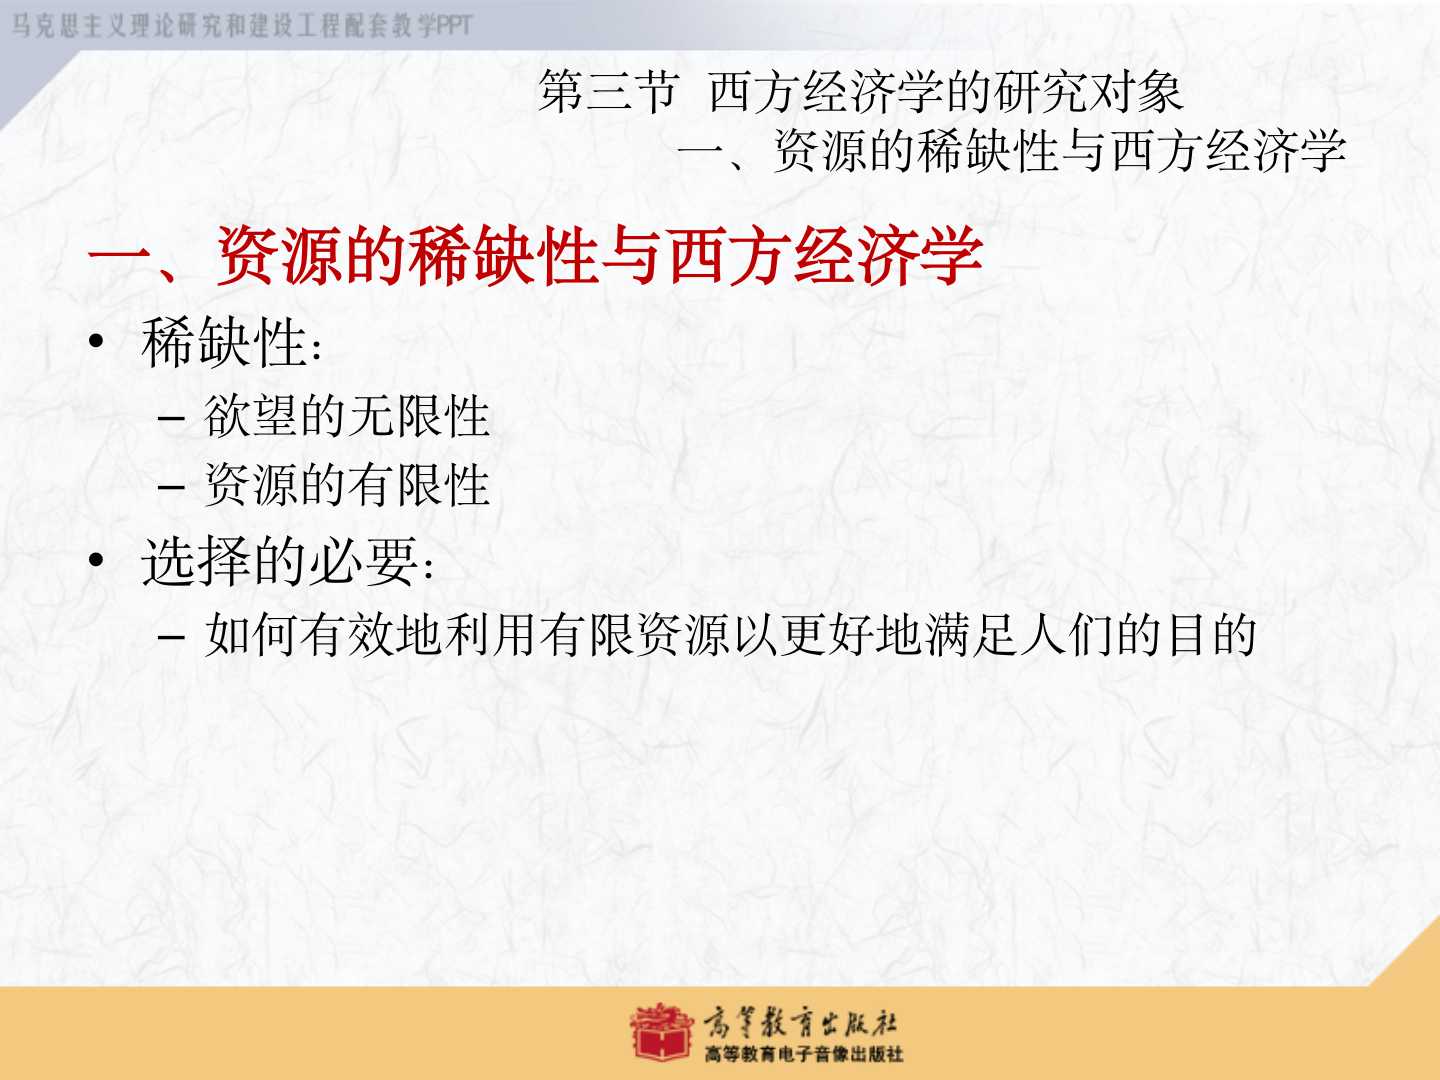 马克思主义理论研究和建设工程配套教学PPT
第三节 西方经济学的研究对象
一、资源的稀缺性与西方经济学
一、资源的稀缺性与西方经济学
• 稀缺性：
– 欲望的无限性
– 资源的有限性
• 选择的必要：
– 如何有效地利用有限资源以更好地满足人们的目的
高等教育出版社
高等教育电子音像出版社